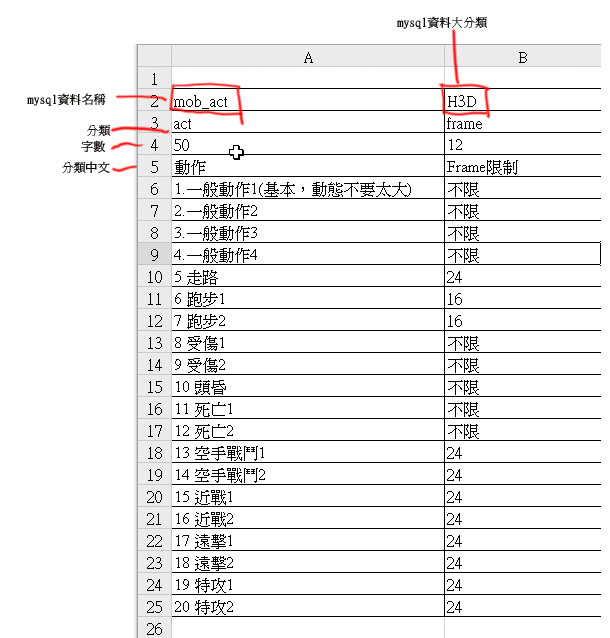 mysql資料大分類
A B
1
mysql資料名稱 2 mob_act H3D
分類 3 act frame
字數 4 50 12
分類中文 5 動作 Frame限制
6 1.一般動作1(基本，動態不要太大) 不限
7 2.一般動作2 不限
8 3.一般動作3 不限
9 4.一般動作4 不限
10 5 走路 24
11 6 跑步1 16
12 7 跑步2 16
13 8 受傷1 不限
14 9 受傷2 不限
15 10 頭昏 不限
16 11 死亡1 不限
17 12 死亡2 不限
18 13 空手戰鬥1 24
19 14 空手戰鬥2 24
20 15 近戰1 24
21 16 近戰2 24
22 17 遠擊1 24
23 18 遠擊2 24
24 19 特攻1 24
25 20 特攻2 24
26